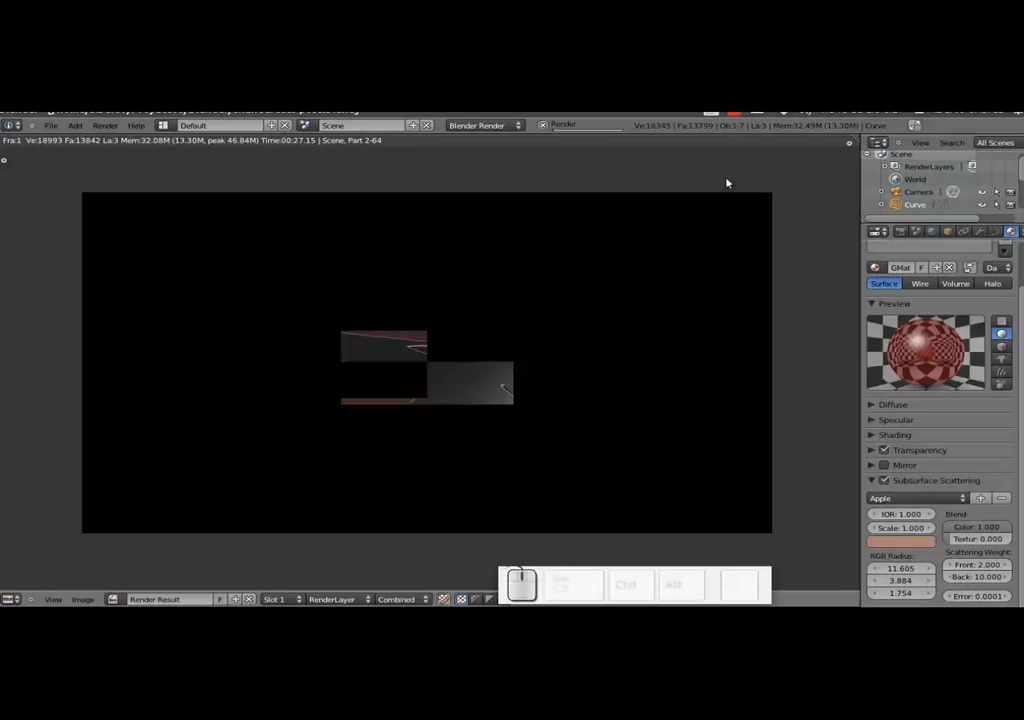 File Add Render Help Default Scene Blender Render Render Ve:18345 | Fa:13799 | Ob:1-7 | La:3 | Mem:32.49M (13.30M) | Curve
Fra:1 Ve:18993 Fa:13842 La:3 Mem:32.08M (13.30M, peak 46.84M) Time:00:27.15 | Scene, Part 2-64
View Search All Scenes
Scene
RenderLayers
World
Camera
Curve
GMat F Da
Surface Wire Volume Halo
Preview
Diffuse
Specular
Shading
Transparency
Mirror
Subsurface Scattering
Apple
IOR: 1.000 Blend:
Scale: 1.000 Color: 1.000
Textur: 0.000
RGB Radius: Scattering Weight:
11.605 Front: 2.000
3.884 Back: 10.000
1.754 Error: 0.0001
View Image Render Result F Slot 1 RenderLayer Combined
Ctrl Alt